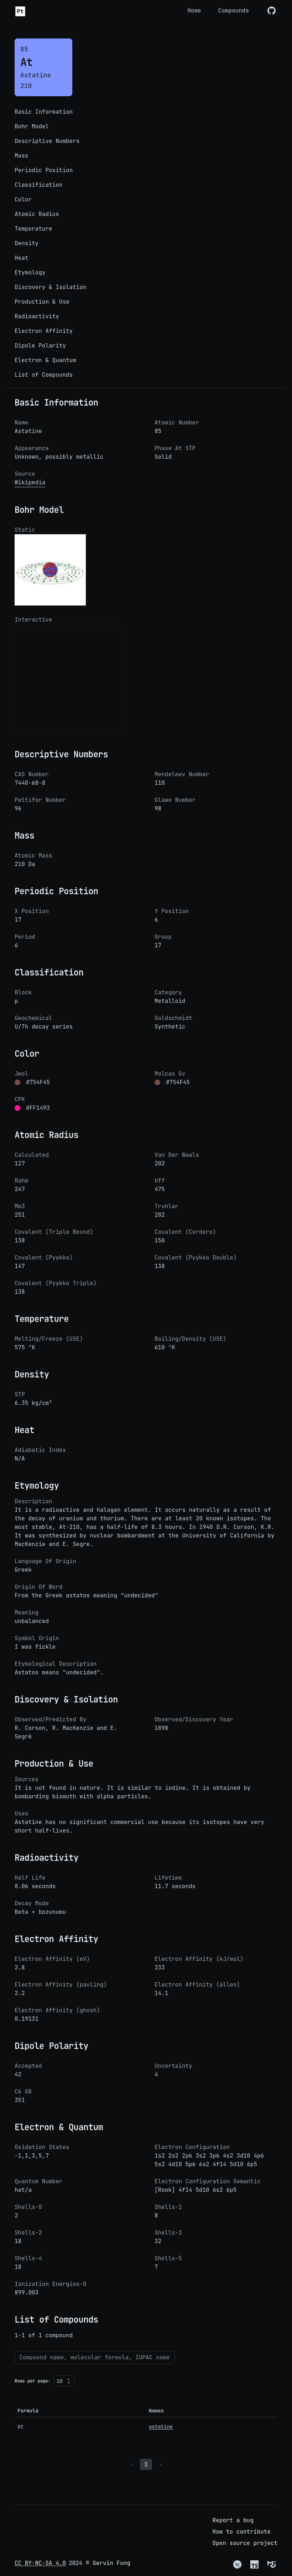 Pt
Home Compounds
85
At
Astatine
210
Basic Information
Bohr Model
Descriptive Numbers
Mass
Periodic Position
Classification
Color
Atomic Radius
Temperature
Density
Heat
Etymology
Discovery & Isolation
Production & Use
Radioactivity
Electron Affinity
Dipole Polarity
Electron & Quantum
List of Compounds
Basic Information
Name Atomic Number
Astatine 85
Appearance Phase At STP
Unknown, possibly metallic Solid
Source
Wikipedia
Bohr Model
Static
Interactive
Descriptive Numbers
CAS Number Mendeleev Number
7440-68-8 110
Pettifor Number Glawe Number
96 98
Mass
Atomic Mass
210 Da
Periodic Position
X Position Y Position
17 6
Period Group
6 17
Classification
Block Category
p Metalloid
Geochemical Goldschmidt
U/Th decay series Synthetic
Color
Jmol Molcas Gv
#754F45 #754F45
CPK
#FF1493
Atomic Radius
Calculated Van Der Waals
127 202
Rahm Uff
247 475
Mm3 Truhlar
251 202
Covalent (Triple Bound) Covalent (Cordero)
138 150
Covalent (Pyykko) Covalent (Pyykko Double)
147 138
Covalent (Pyykko Triple)
138
Temperature
Melting/Freeze (USE) Boiling/Density (USE)
575 °K 610 °K
Density
STP
6.35 kg/cm³
Heat
Adiabatic Index
N/A
Etymology
Description
It is a radioactive and halogen element. It occurs naturally as a result of
the decay of uranium and thorium. There are at least 20 known isotopes. The
most stable, At-210, has a half-life of 8.3 hours. In 1940 D.R. Corson, K.R.
It was synthesized by nuclear bombardment at the University of California by
MacKenzie and E. Segre.
Language Of Origin
Greek
Origin Of Word
From the Greek astatos meaning "undecided"
Meaning
unbalanced
Symbol Origin
I was fickle
Etymological Description
Astatos means "undecided".
Discovery & Isolation
Observed/Predicted By Observed/Discovery Year
R. Corson, R. MacKenzie and E. 1898
Segrè
Production & Use
Sources
It is not found in nature. It is similar to iodine. It is obtained by
bombarding bismuth with alpha particles.
Uses
Astatine has no significant commercial use because its isotopes have very
short half-lives.
Radioactivity
Half Life Lifetime
8.06 seconds 11.7 seconds
Decay Mode
Beta + bozunumu
Electron Affinity
Electron Affinity (eV) Electron Affinity (kJ/mol)
2.8 233
Electron Affinity (pauling) Electron Affinity (allen)
2.2 14.1
Electron Affinity (ghosh)
0.19131
Dipole Polarity
Accepted Uncertainty
42 4
C6 GB
351
Electron & Quantum
Oxidation States Electron Configuration
-1,1,3,5,7 1s2 2s2 2p6 3s2 3p6 4s2 3d10 4p6
5s2 4d10 5p6 6s2 4f14 5d10 6p5
Quantum Number Electron Configuration Semantic
hat/a [Rook] 4f14 5d10 6s2 6p5
Shells-0 Shells-1
2 8
Shells-2 Shells-3
18 32
Shells-4 Shells-5
18 7
Ionization Energies-0
899.003
List of Compounds
1-1 of 1 compound
Compound name, molecular formula, IUPAC name
Rows per page: 10
Formula Names
At astatine
‹ 1 ›
Report a bug
How to contribute
Open source project
CC BY-NC-SA 4.0 2024 © Gervin Fung
N TS